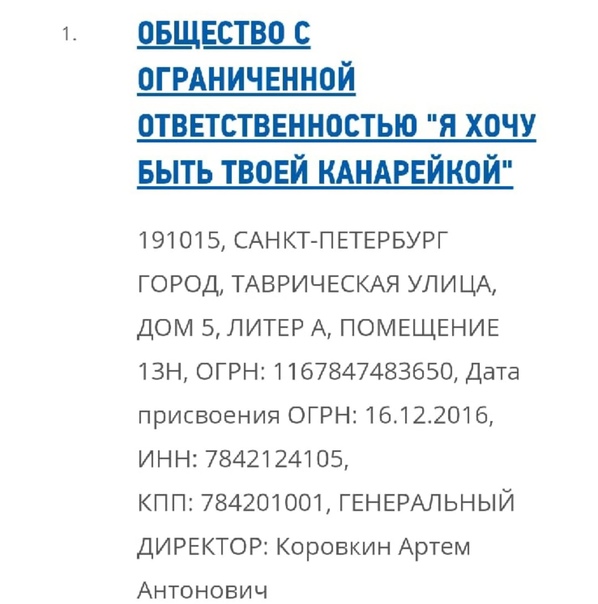 1.
ОБЩЕСТВО С
ОГРАНИЧЕННОЙ
ОТВЕТСТВЕННОСТЬЮ "Я ХОЧУ
БЫТЬ ТВОЕЙ КАНАРЕЙКОЙ"
191015, САНКТ-ПЕТЕРБУРГ
ГОРОД, ТАВРИЧЕСКАЯ УЛИЦА,
ДОМ 5, ЛИТЕР А, ПОМЕЩЕНИЕ
13Н, ОГРН: 1167847483650, Дата
присвоения ОГРН: 16.12.2016,
ИНН: 7842124105,
КПП: 784201001, ГЕНЕРАЛЬНЫЙ
ДИРЕКТОР: Коровкин Артем
Антонович